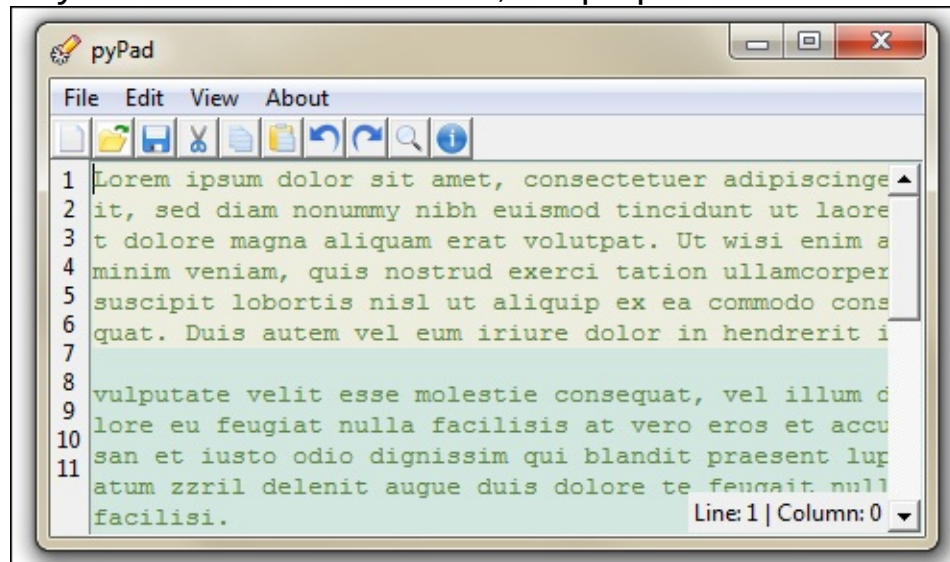 pyPad
File Edit View About
1 Lorem ipsum dolor sit amet, consectetuer adipiscinge
2 it, sed diam nonummy nibh euismod tincidunt ut laore
3 t dolore magna aliquam erat volutpat. Ut wisi enim a
4 minim veniam, quis nostrud exerci tation ullamcorper
5 suscipit lobortis nisl ut aliquip ex ea commodo cons
6 quat. Duis autem vel eum iriure dolor in hendrerit i
7
8 vulputate velit esse molestie consequat, vel illum d
9 lore eu feugiat nulla facilisis at vero eros et accu
10 san et iusto odio dignissim qui blandit praesent lup
11 atum zzril delenit augue duis dolore te feugait null
facilisi.
Line: 1 | Column: 0